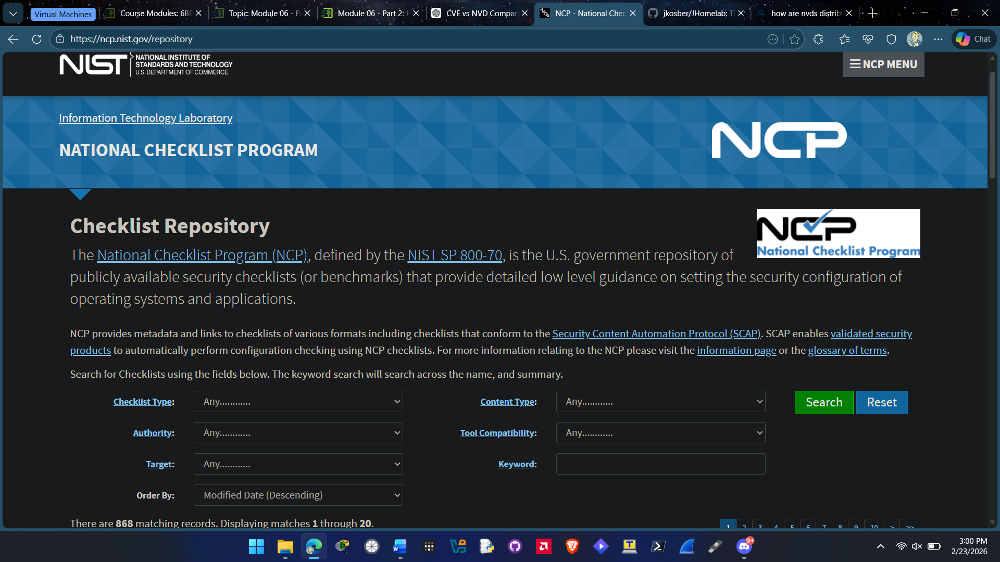 Virtual Machines
Course Modules: 6BE
Topic: Module 06 - P
Module 06 - Part 2: H
CVE vs NVD Compar
NCP - National Chec
jkosber/JHomelab: T
how are nvds distrib
https://ncp.nist.gov/repository
Chat
NIST
NATIONAL INSTITUTE OF
STANDARDS AND TECHNOLOGY
U.S. DEPARTMENT OF COMMERCE
NCP MENU
Information Technology Laboratory
NATIONAL CHECKLIST PROGRAM
NCP
Checklist Repository
NCP
National Checklist Program
The National Checklist Program (NCP), defined by the NIST SP 800-70, is the U.S. government repository of
publicly available security checklists (or benchmarks) that provide detailed low level guidance on setting the security configuration of
operating systems and applications.
NCP provides metadata and links to checklists of various formats including checklists that conform to the Security Content Automation Protocol (SCAP). SCAP enables validated security
products to automatically perform configuration checking using NCP checklists. For more information relating to the NCP please visit the information page or the glossary of terms.
Search for Checklists using the fields below. The keyword search will search across the name, and summary.
Checklist Type: Any............
Content Type: Any............
Search Reset
Authority: Any............
Tool Compatibility: Any............
Target: Any............
Keyword:
Order By: Modified Date (Descending)
There are 868 matching records. Displaying matches 1 through 20.
1 2 3 4 5 6 7 8 9 10 > >>
9+
3:00 PM
2/23/2026